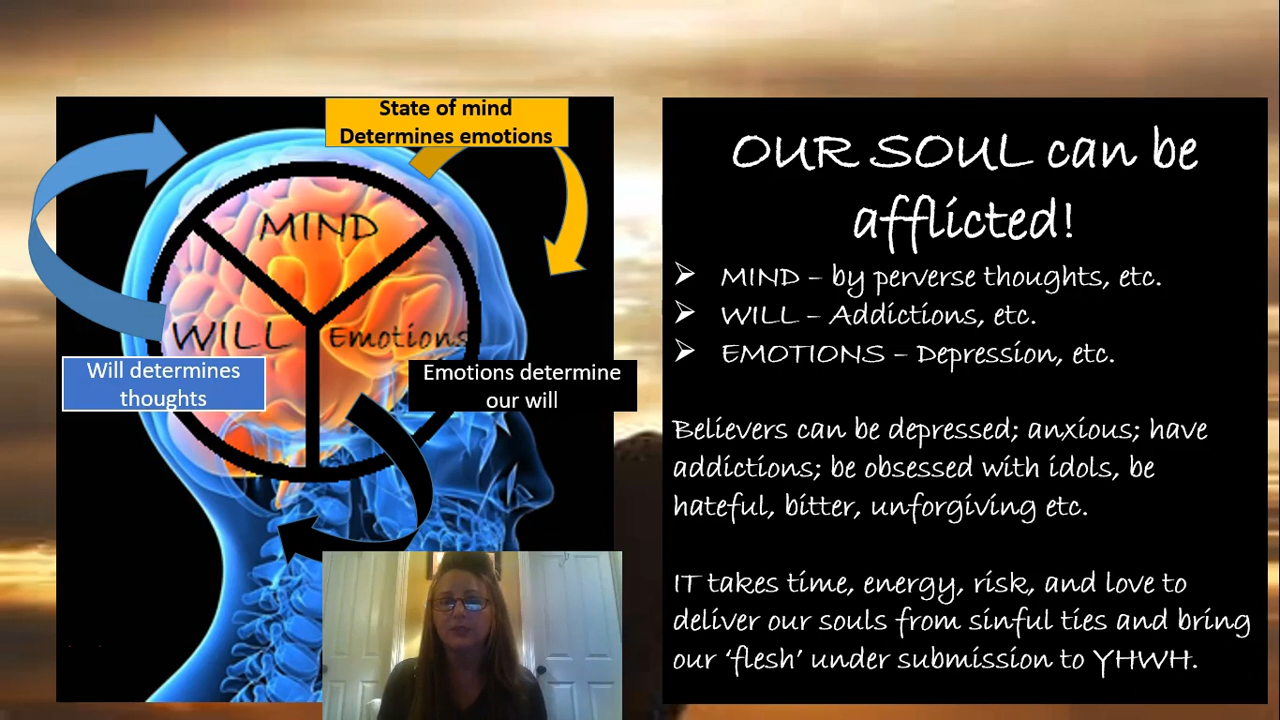 State of mind
Determines emotions
MIND
WILL
Emotions
Will determines
thoughts
Emotions determine
our will
OUR SOUL can be
afflicted!
➢ MIND – by perverse thoughts, etc.
➢ WILL – Addictions, etc.
➢ EMOTIONS – Depression, etc.
Believers can be depressed; anxious; have
addictions; be obsessed with idols, be
hateful, bitter, unforgiving etc.
IT takes time, energy, risk, and love to
deliver our souls from sinful ties and bring
our ‘flesh’ under submission to YHWH.